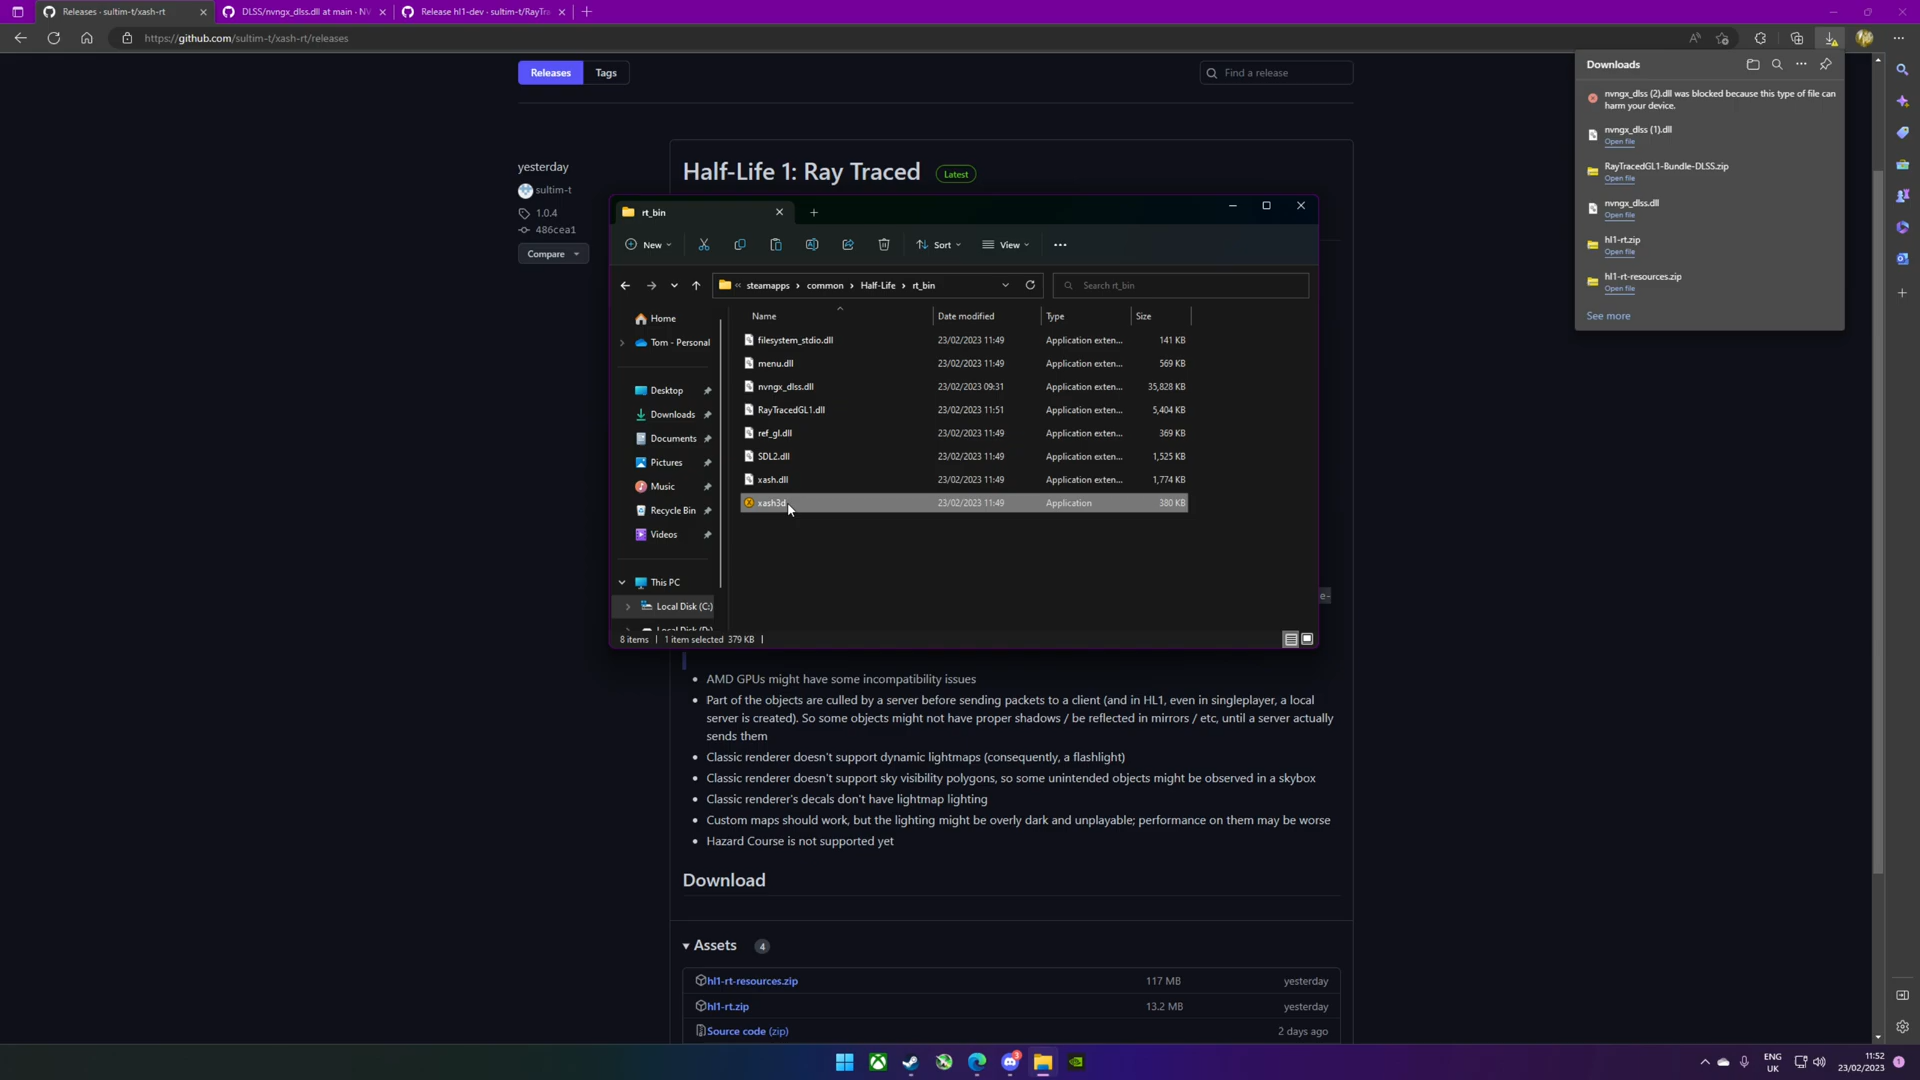 Releases · sultim-t/xash-rt
DLSS/nvngx_dlss.dll at main · NV
Release hl1-dev · sultim-t/RayTra
https://github.com/sultim-t/xash-rt/releases
Releases
Tags
Find a release
yesterday
sultim-t
1.0.4
486cea1
Compare
Half-Life 1: Ray Traced
Latest
Downloads
nvngx_dlss (2).dll was blocked because this type of file can
harm your device.
nvngx_dlss (1).dll
Open file
RayTracedGL1-Bundle-DLSS.zip
Open file
nvngx_dlss.dll
Open file
hl1-rt.zip
Open file
hl1-rt-resources.zip
Open file
See more
rt_bin
New
Sort
View
steamapps
common
Half-Life
rt_bin
Search rt_bin
Home
Tom - Personal
Desktop
Downloads
Documents
Pictures
Music
Recycle Bin
Videos
This PC
Local Disk (C:)
Local Disk (D:)
Name Date modified Type Size
filesystem_stdio.dll 23/02/2023 11:49 Application exten... 141 KB
menu.dll 23/02/2023 11:49 Application exten... 569 KB
nvngx_dlss.dll 23/02/2023 09:31 Application exten... 35,828 KB
RayTracedGL1.dll 23/02/2023 11:51 Application exten... 5,404 KB
ref_gl.dll 23/02/2023 11:49 Application exten... 369 KB
SDL2.dll 23/02/2023 11:49 Application exten... 1,525 KB
xash.dll 23/02/2023 11:49 Application exten... 1,774 KB
xash3d 23/02/2023 11:49 Application 380 KB
8 items 1 item selected 379 KB
e-
AMD GPUs might have some incompatibility issues
Part of the objects are culled by a server before sending packets to a client (and in HL1, even in singleplayer, a local
server is created). So some objects might not have proper shadows / be reflected in mirrors / etc, until a server actually
sends them
Classic renderer doesn't support dynamic lightmaps (consequently, a flashlight)
Classic renderer doesn't support sky visibility polygons, so some unintended objects might be observed in a skybox
Classic renderer's decals don't have lightmap lighting
Custom maps should work, but the lighting might be overly dark and unplayable; performance on them may be worse
Hazard Course is not supported yet
Download
Assets 4
hl1-rt-resources.zip 117 MB yesterday
hl1-rt.zip 13.2 MB yesterday
Source code (zip) 2 days ago
3
ENG
UK
11:52
23/02/2023
1